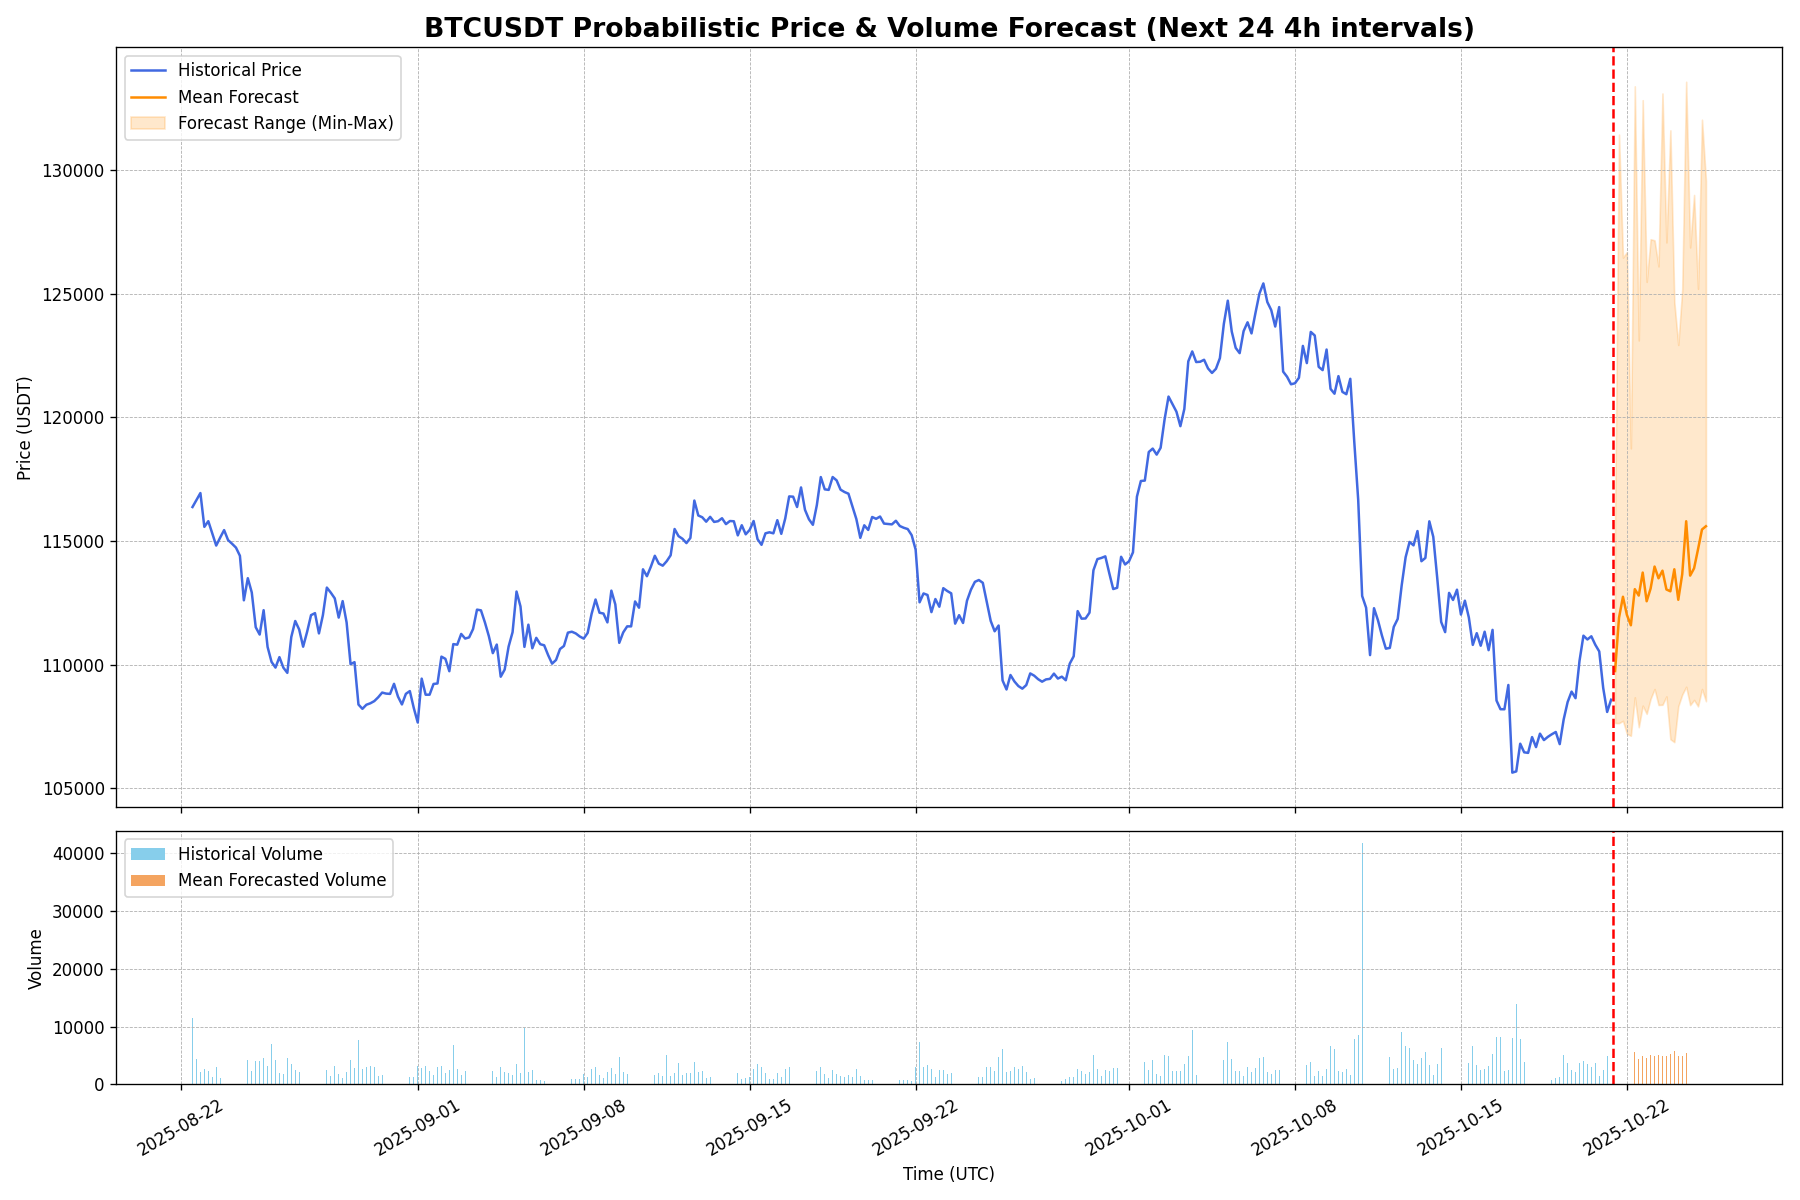 BTCUSDT Probabilistic Price & Volume Forecast (Next 24 4h intervals)
Historical Price
Mean Forecast
Forecast Range (Min-Max)
130000
125000
120000
115000
110000
105000
Price (USDT)
Historical Volume
Mean Forecasted Volume
40000
30000
20000
10000
0
Volume
2025-08-22
2025-09-01
2025-09-08
2025-09-15
2025-09-22
2025-10-01
2025-10-08
2025-10-15
2025-10-22
Time (UTC)